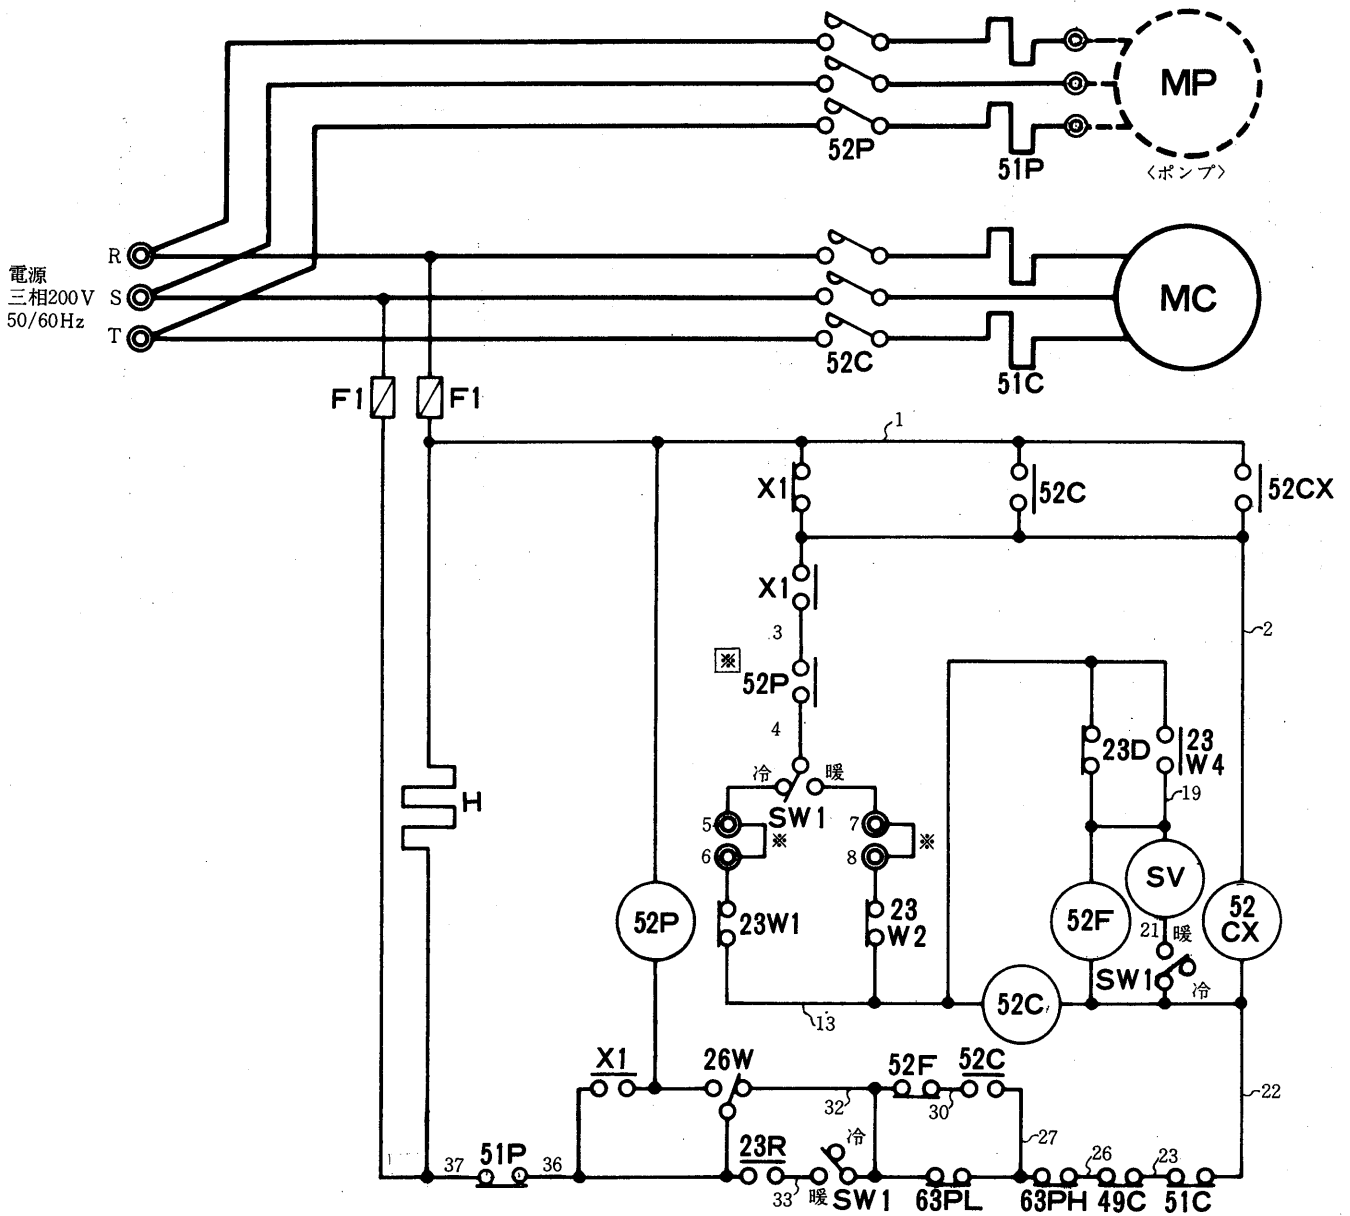 MP
52P
51P
〈ポンプ〉
R
電源
三相200V S
50/60Hz
T
MC
52C
51C
F1
F1
1
X1
52C
52CX
X1
3
2
※
52P
4
23D
23
W4
冷
暖
19
SW1
5
7
※
※
6
8
H
SV
52P
23W1
23
W2
52F
52
CX
21
暖
SW1
冷
52C
13
X1
26W
52F
52C
32
30
22
27
冷
37
51P
36
23R
33
暖
SW1
63PL
26
23
63PH
49C
51C